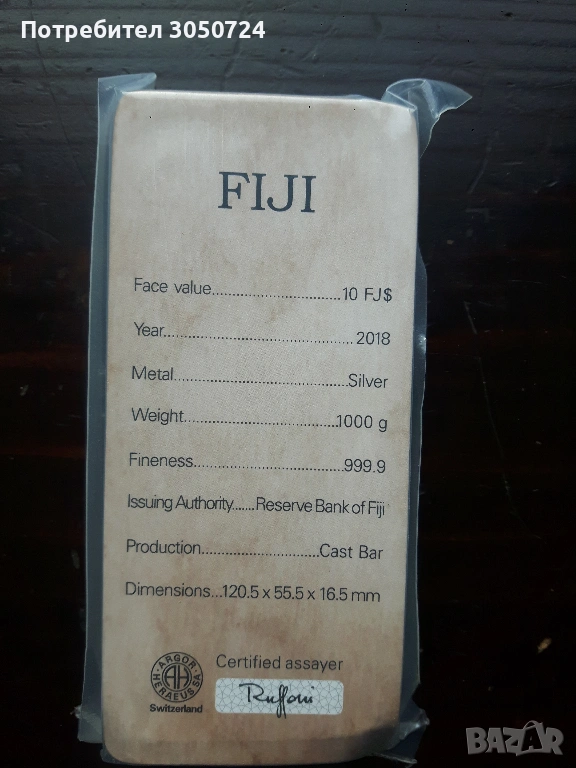 Потребител 3050724
FIJI
Face value..............................10 FJ$
Year............................................2018
Metal........................................Silver
Weight...................................1000 g
Fineness...................................999.9
Issuing Authority.......Reserve Bank of Fiji
Production...........................Cast Bar
Dimensions...120.5 x 55.5 x 16.5 mm
Certified assayer
ARGOR
HERAEUS SA
Switzerland
Ruffoni
BAZAR